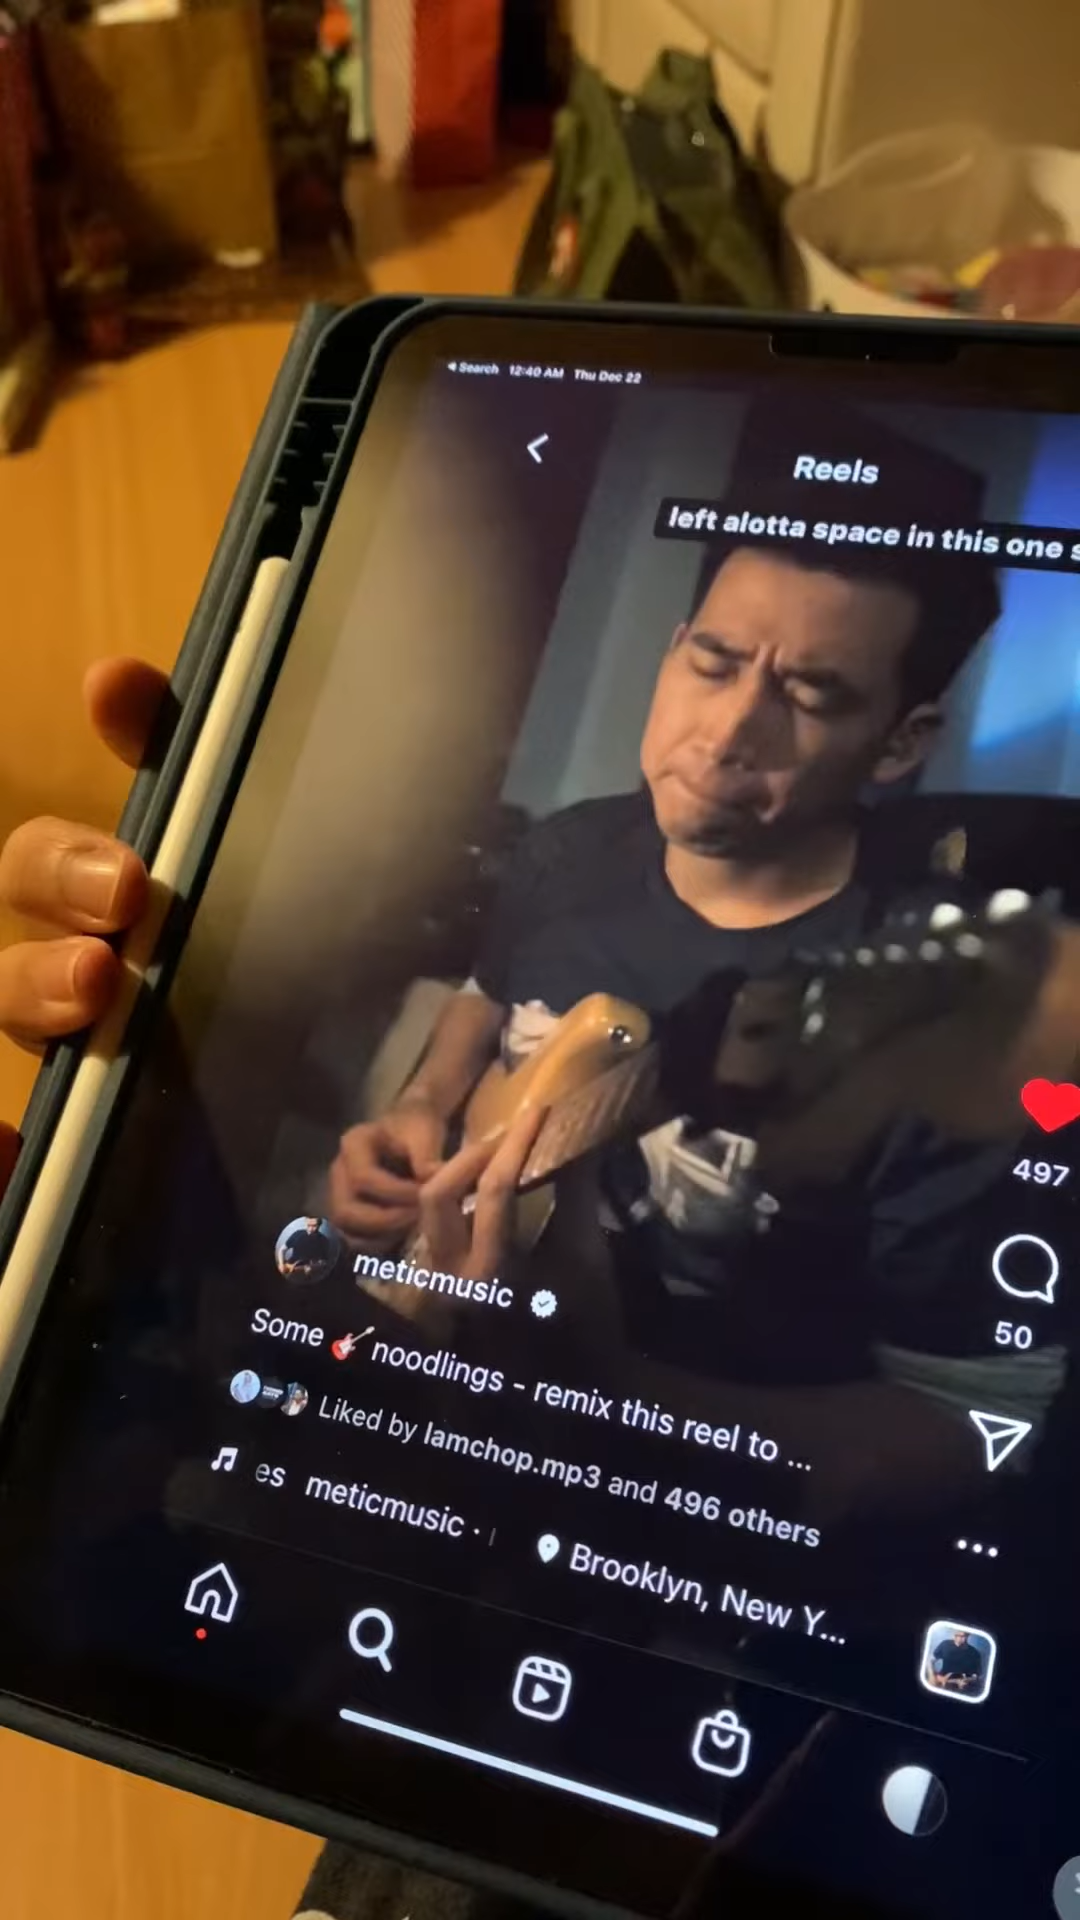 Search 12:40 AM Thu Dec 22
Reels
left alotta space in this one
meticmusic
Some 🎸 noodlings - remix this reel to ...
Liked by lamchop.mp3 and 496 others
es meticmusic ·
Brooklyn, New Y...
497
50